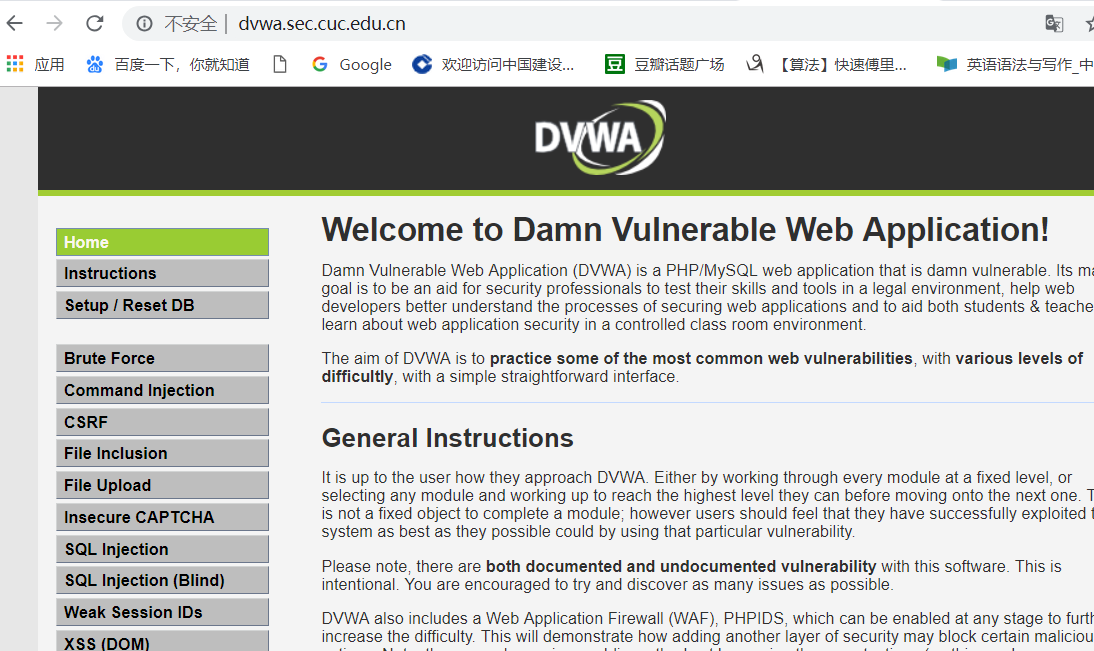 不安全 | dvwa.sec.cuc.edu.cn
应用 百度一下，你就知道 Google 欢迎访问中国建设... 豆 豆瓣话题广场 【算法】快速傅里... 英语语法与写作_中
DVWA
Welcome to Damn Vulnerable Web Application!
Damn Vulnerable Web Application (DVWA) is a PHP/MySQL web application that is damn vulnerable. Its ma
goal is to be an aid for security professionals to test their skills and tools in a legal environment, help web
developers better understand the processes of securing web applications and to aid both students & teache
learn about web application security in a controlled class room environment.
The aim of DVWA is to practice some of the most common web vulnerabilities, with various levels of
difficultly, with a simple straightforward interface.
General Instructions
It is up to the user how they approach DVWA. Either by working through every module at a fixed level, or
selecting any module and working up to reach the highest level they can before moving onto the next one. T
is not a fixed object to complete a module; however users should feel that they have successfully exploited t
system as best as they possible could by using that particular vulnerability.
Please note, there are both documented and undocumented vulnerability with this software. This is
intentional. You are encouraged to try and discover as many issues as possible.
DVWA also includes a Web Application Firewall (WAF), PHPIDS, which can be enabled at any stage to furth
increase the difficulty. This will demonstrate how adding another layer of security may block certain maliciou
Home
Instructions
Setup / Reset DB
Brute Force
Command Injection
CSRF
File Inclusion
File Upload
Insecure CAPTCHA
SQL Injection
SQL Injection (Blind)
Weak Session IDs
XSS (DOM)